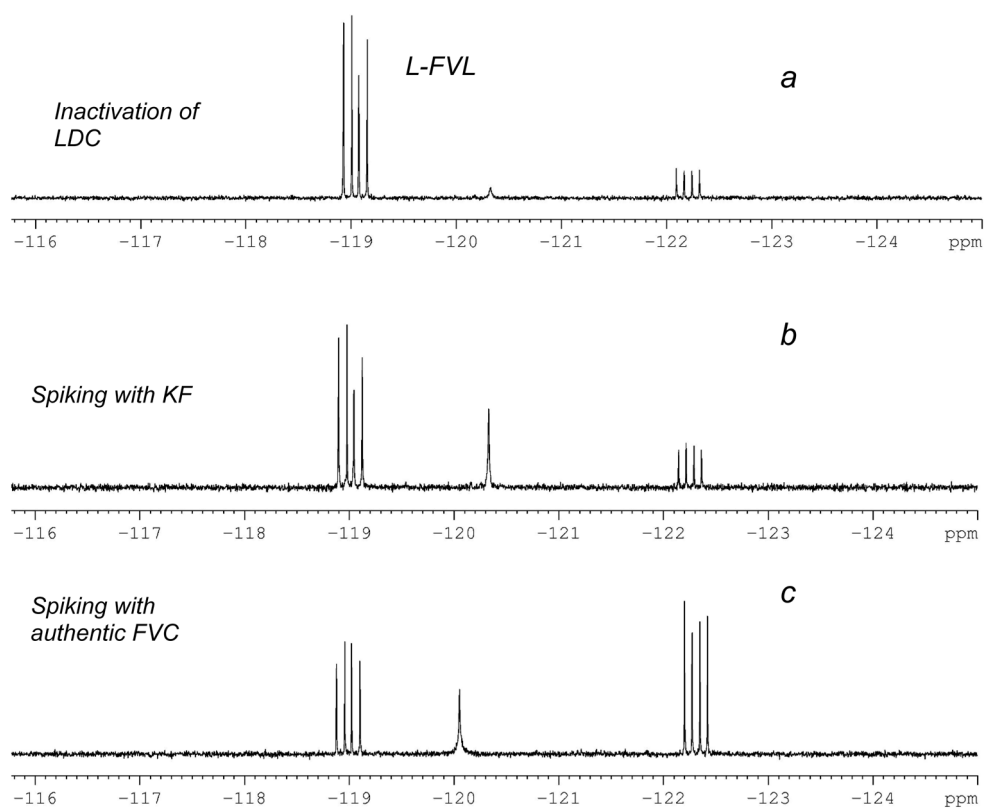 L-FVL
a
Inactivation of
LDC
-116 -117 -118 -119 -120 -121 -122 -123 -124 ppm
b
Spiking with KF
-116 -117 -118 -119 -120 -121 -122 -123 -124 ppm
c
Spiking with
authentic FVC
-116 -117 -118 -119 -120 -121 -122 -123 -124 ppm